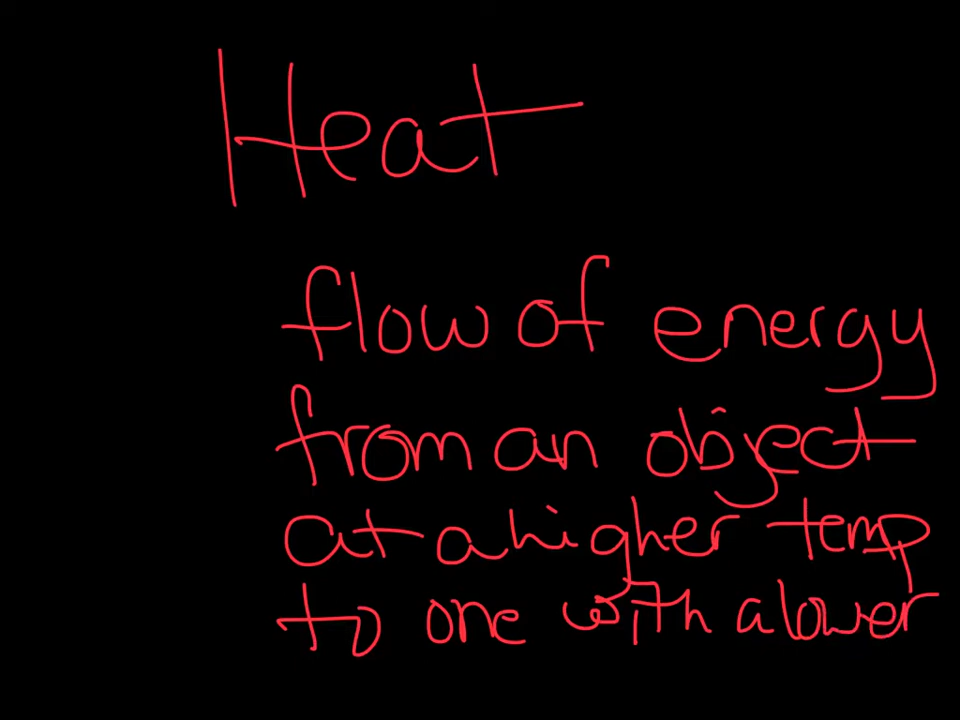 Heat
flow of energy
from an object
at a higher temp
to one with a lower